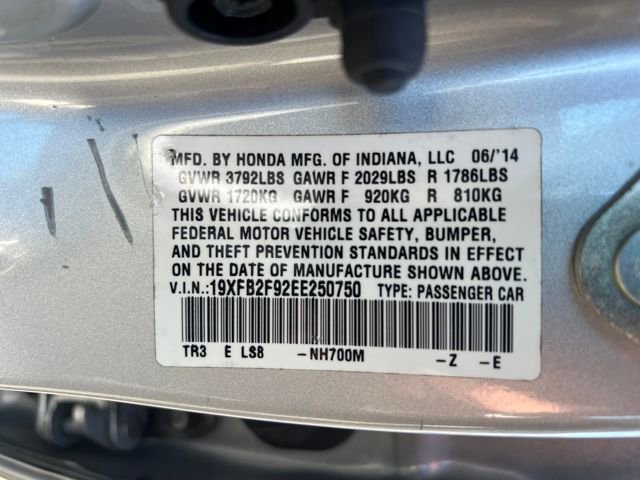 MFD. BY HONDA MFG. OF INDIANA, LLC 06/'14
GVWR 3792LBS GAWR F 2029LBS R 1786LBS
GVWR 1720KG GAWR F 920KG R 810KG
THIS VEHICLE CONFORMS TO ALL APPLICABLE
FEDERAL MOTOR VEHICLE SAFETY, BUMPER,
AND THEFT PREVENTION STANDARDS IN EFFECT
ON THE DATE OF MANUFACTURE SHOWN ABOVE.
V.I.N.:19XFB2F92EE250750 TYPE: PASSENGER CAR
TR3 E LSB -NH700M -Z -E